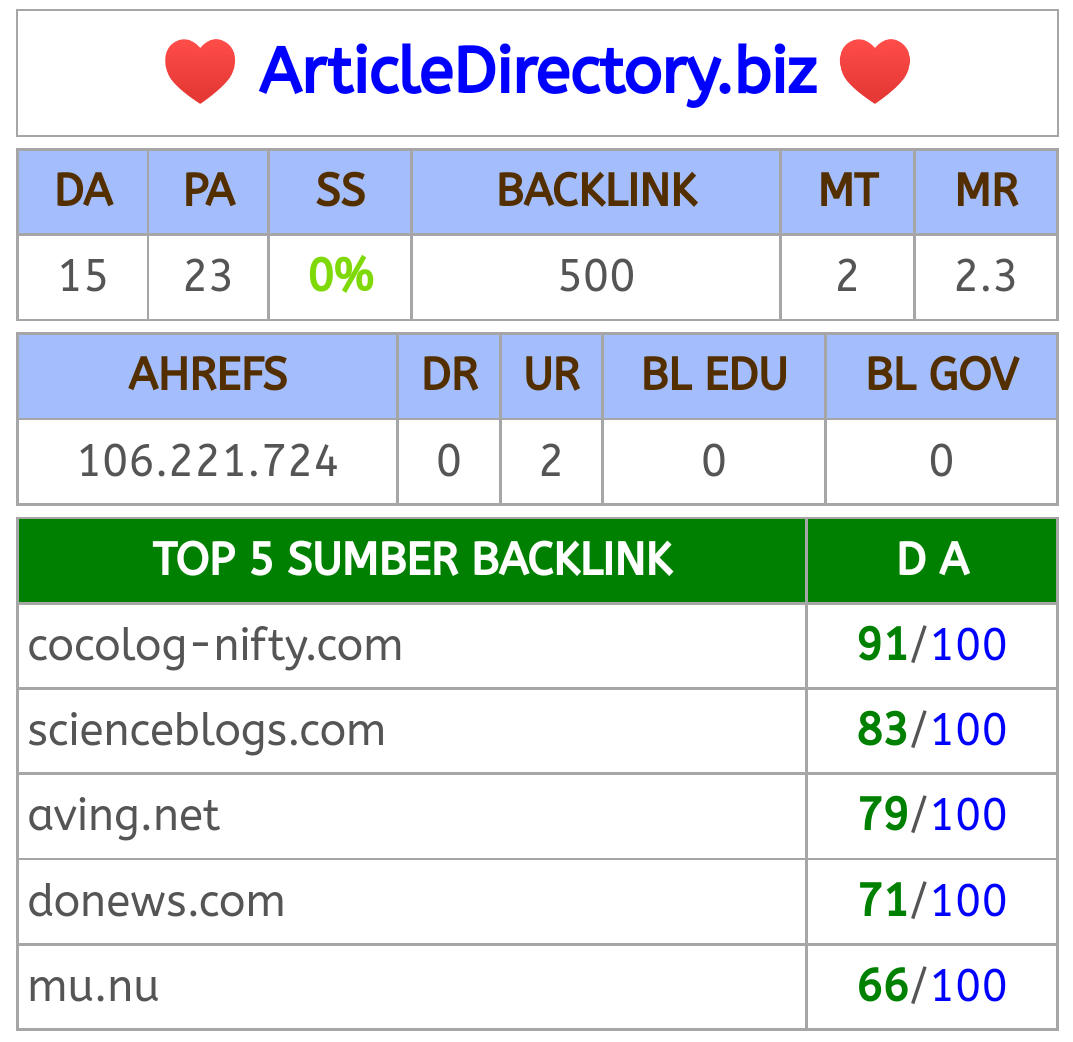 ❤ ArticleDirectory.biz ❤
DA PA SS BACKLINK MT MR
15 23 0% 500 2 2.3
AHREFS DR UR BL EDU BL GOV
106.221.724 0 2 0 0
TOP 5 SUMBER BACKLINK D A
cocolog-nifty.com 91/100
scienceblogs.com 83/100
aving.net 79/100
donews.com 71/100
mu.nu 66/100